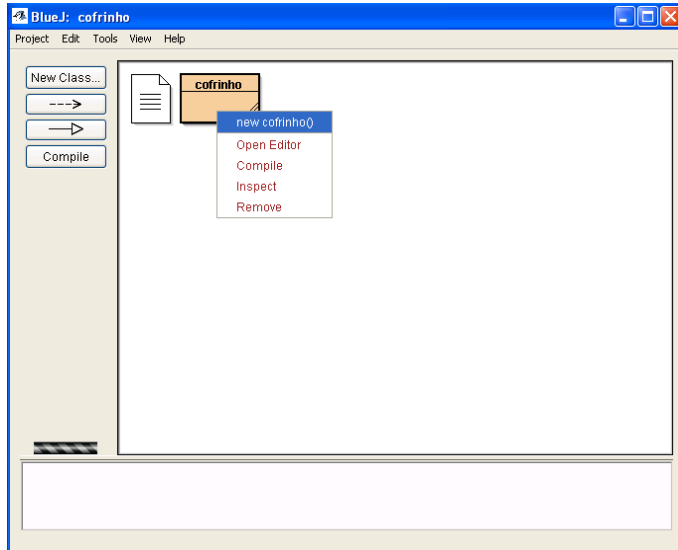 BlueJ: cofrinho
Project Edit Tools View Help
New Class...
Compile
cofrinho
new cofrinho()
Open Editor
Compile
Inspect
Remove